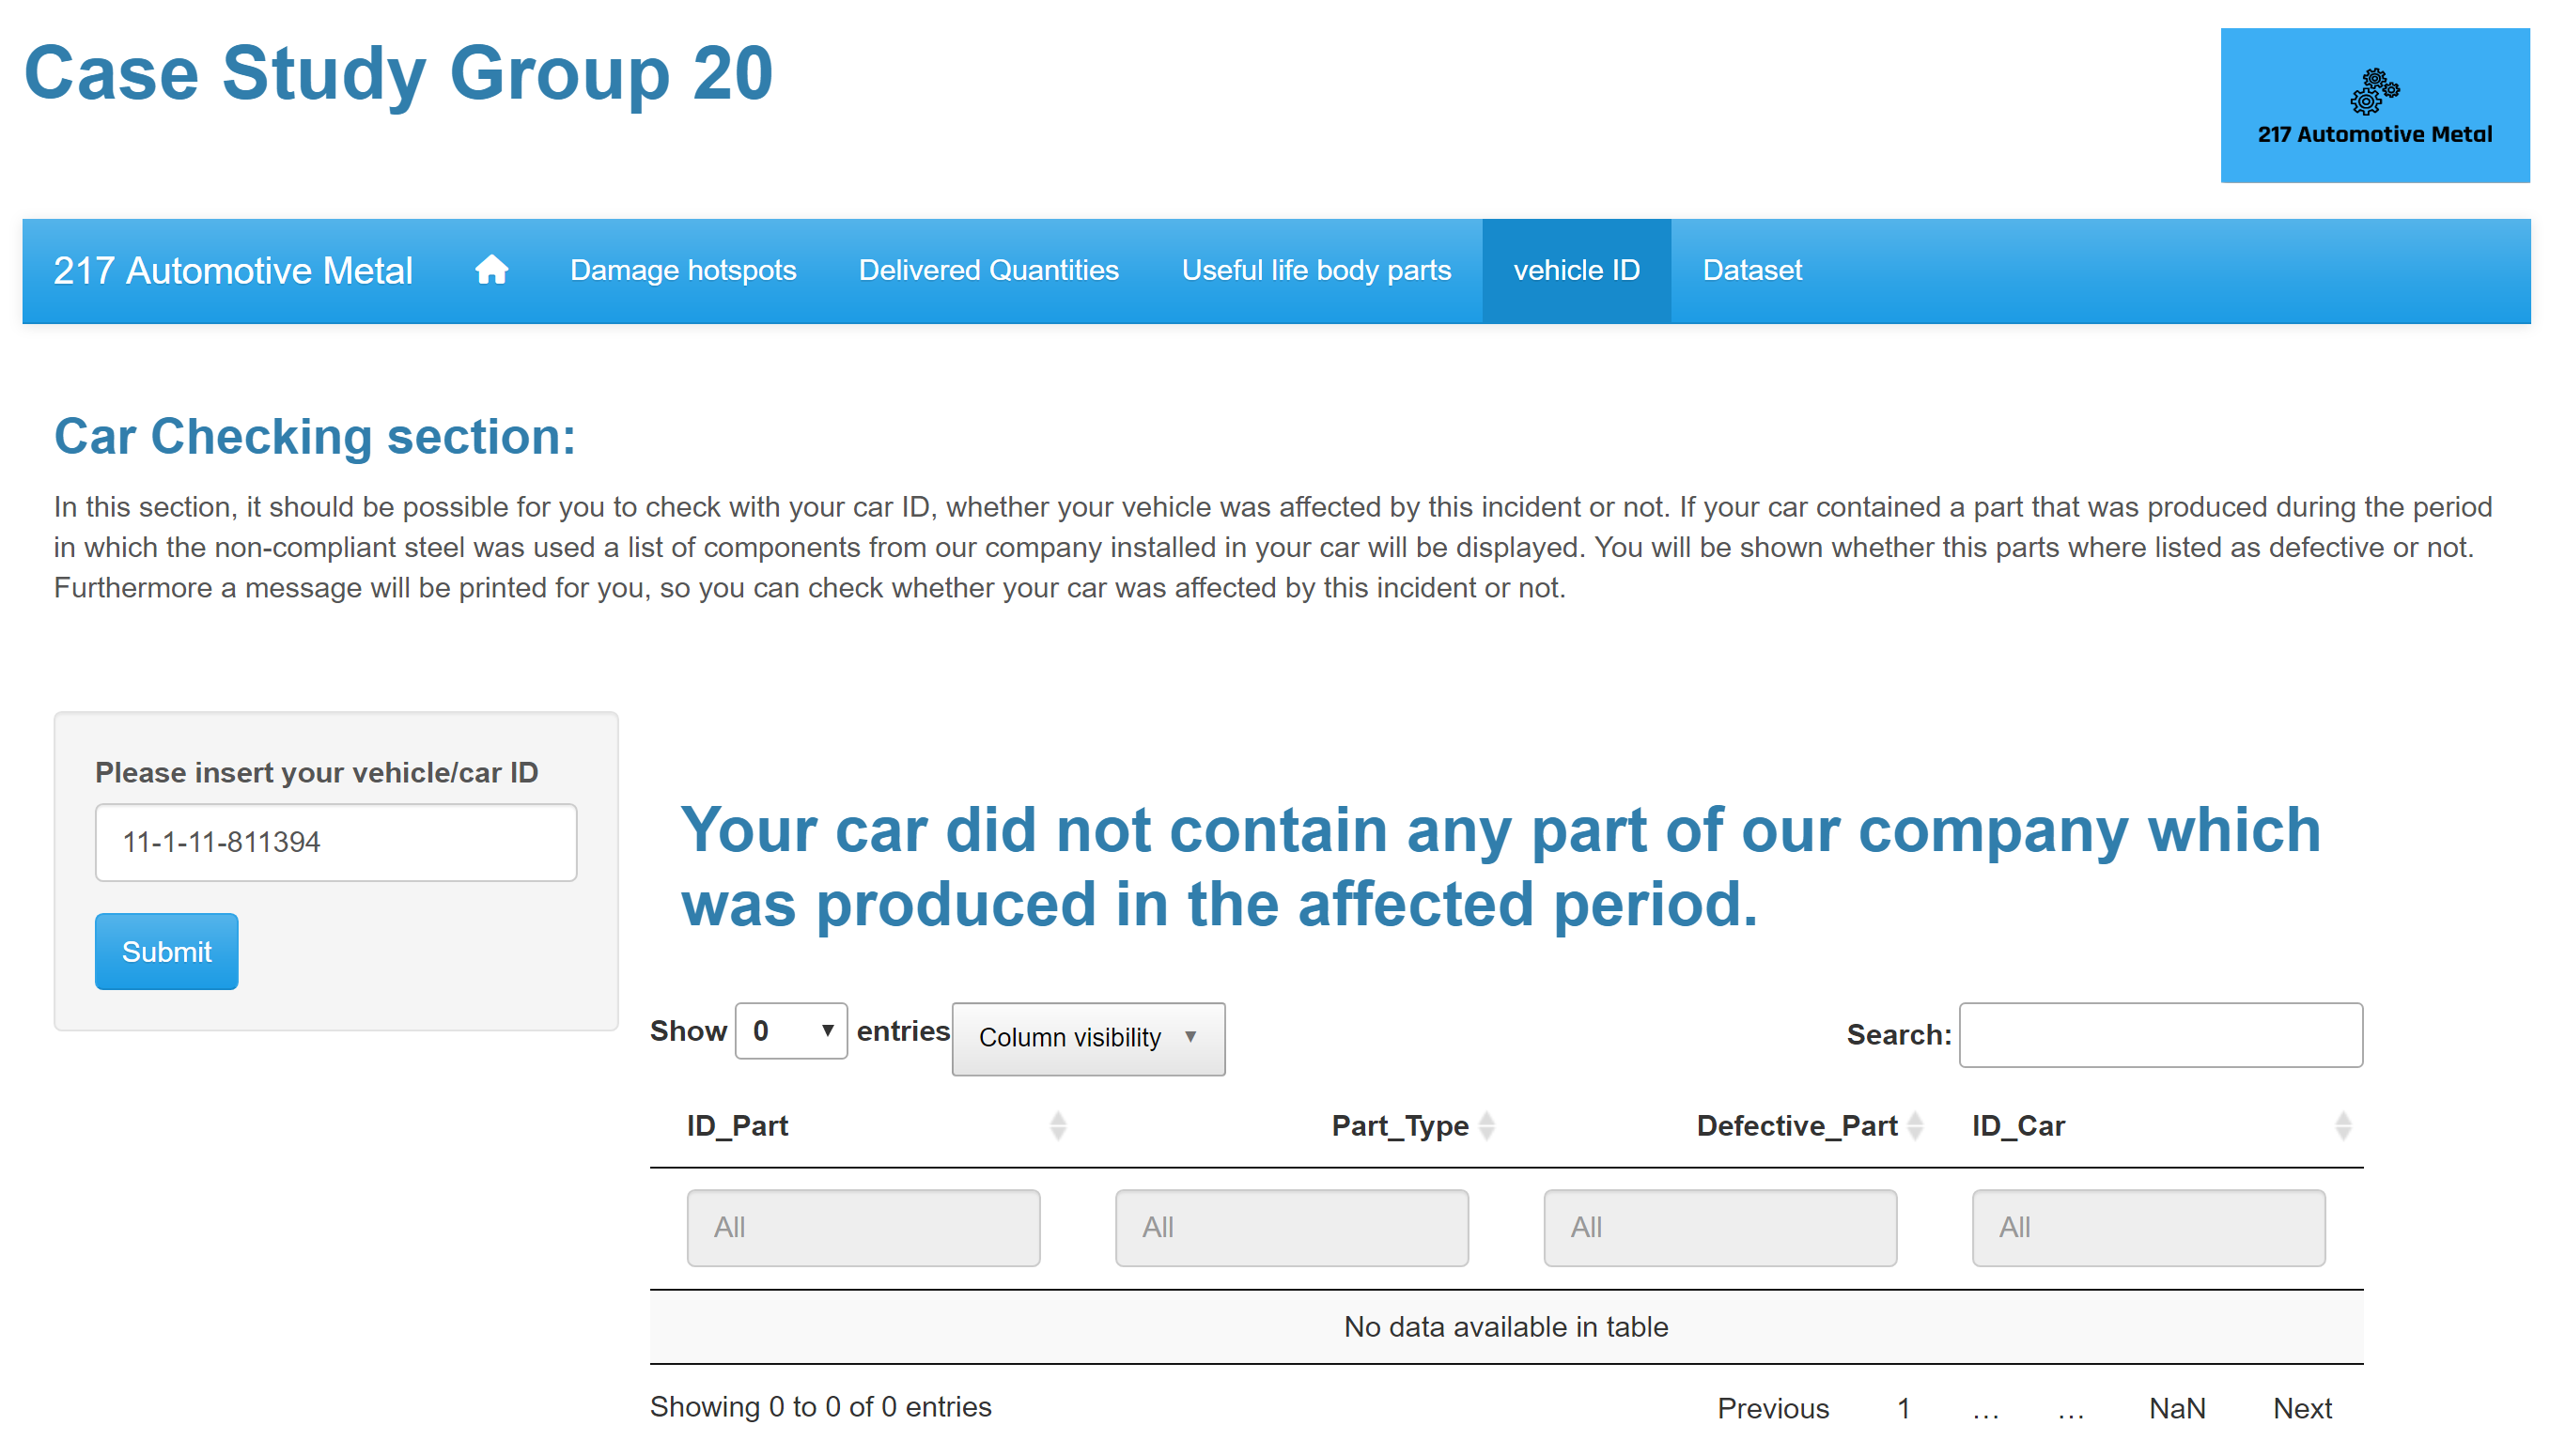 Case Study Group 20
217 Automotive Metal
217 Automotive Metal Damage hotspots Delivered Quantities Useful life body parts vehicle ID Dataset
Car Checking section:
In this section, it should be possible for you to check with your car ID, whether your vehicle was affected by this incident or not. If your car contained a part that was produced during the period
in which the non-compliant steel was used a list of components from our company installed in your car will be displayed. You will be shown whether this parts where listed as defective or not.
Furthermore a message will be printed for you, so you can check whether your car was affected by this incident or not.
Please insert your vehicle/car ID
11-1-11-811394
Submit
Your car did not contain any part of our company which
was produced in the affected period.
Show 0 entries Column visibility Search:
ID_Part Part_Type Defective_Part ID_Car
All All All All
No data available in table
Showing 0 to 0 of 0 entries Previous 1 … … NaN Next